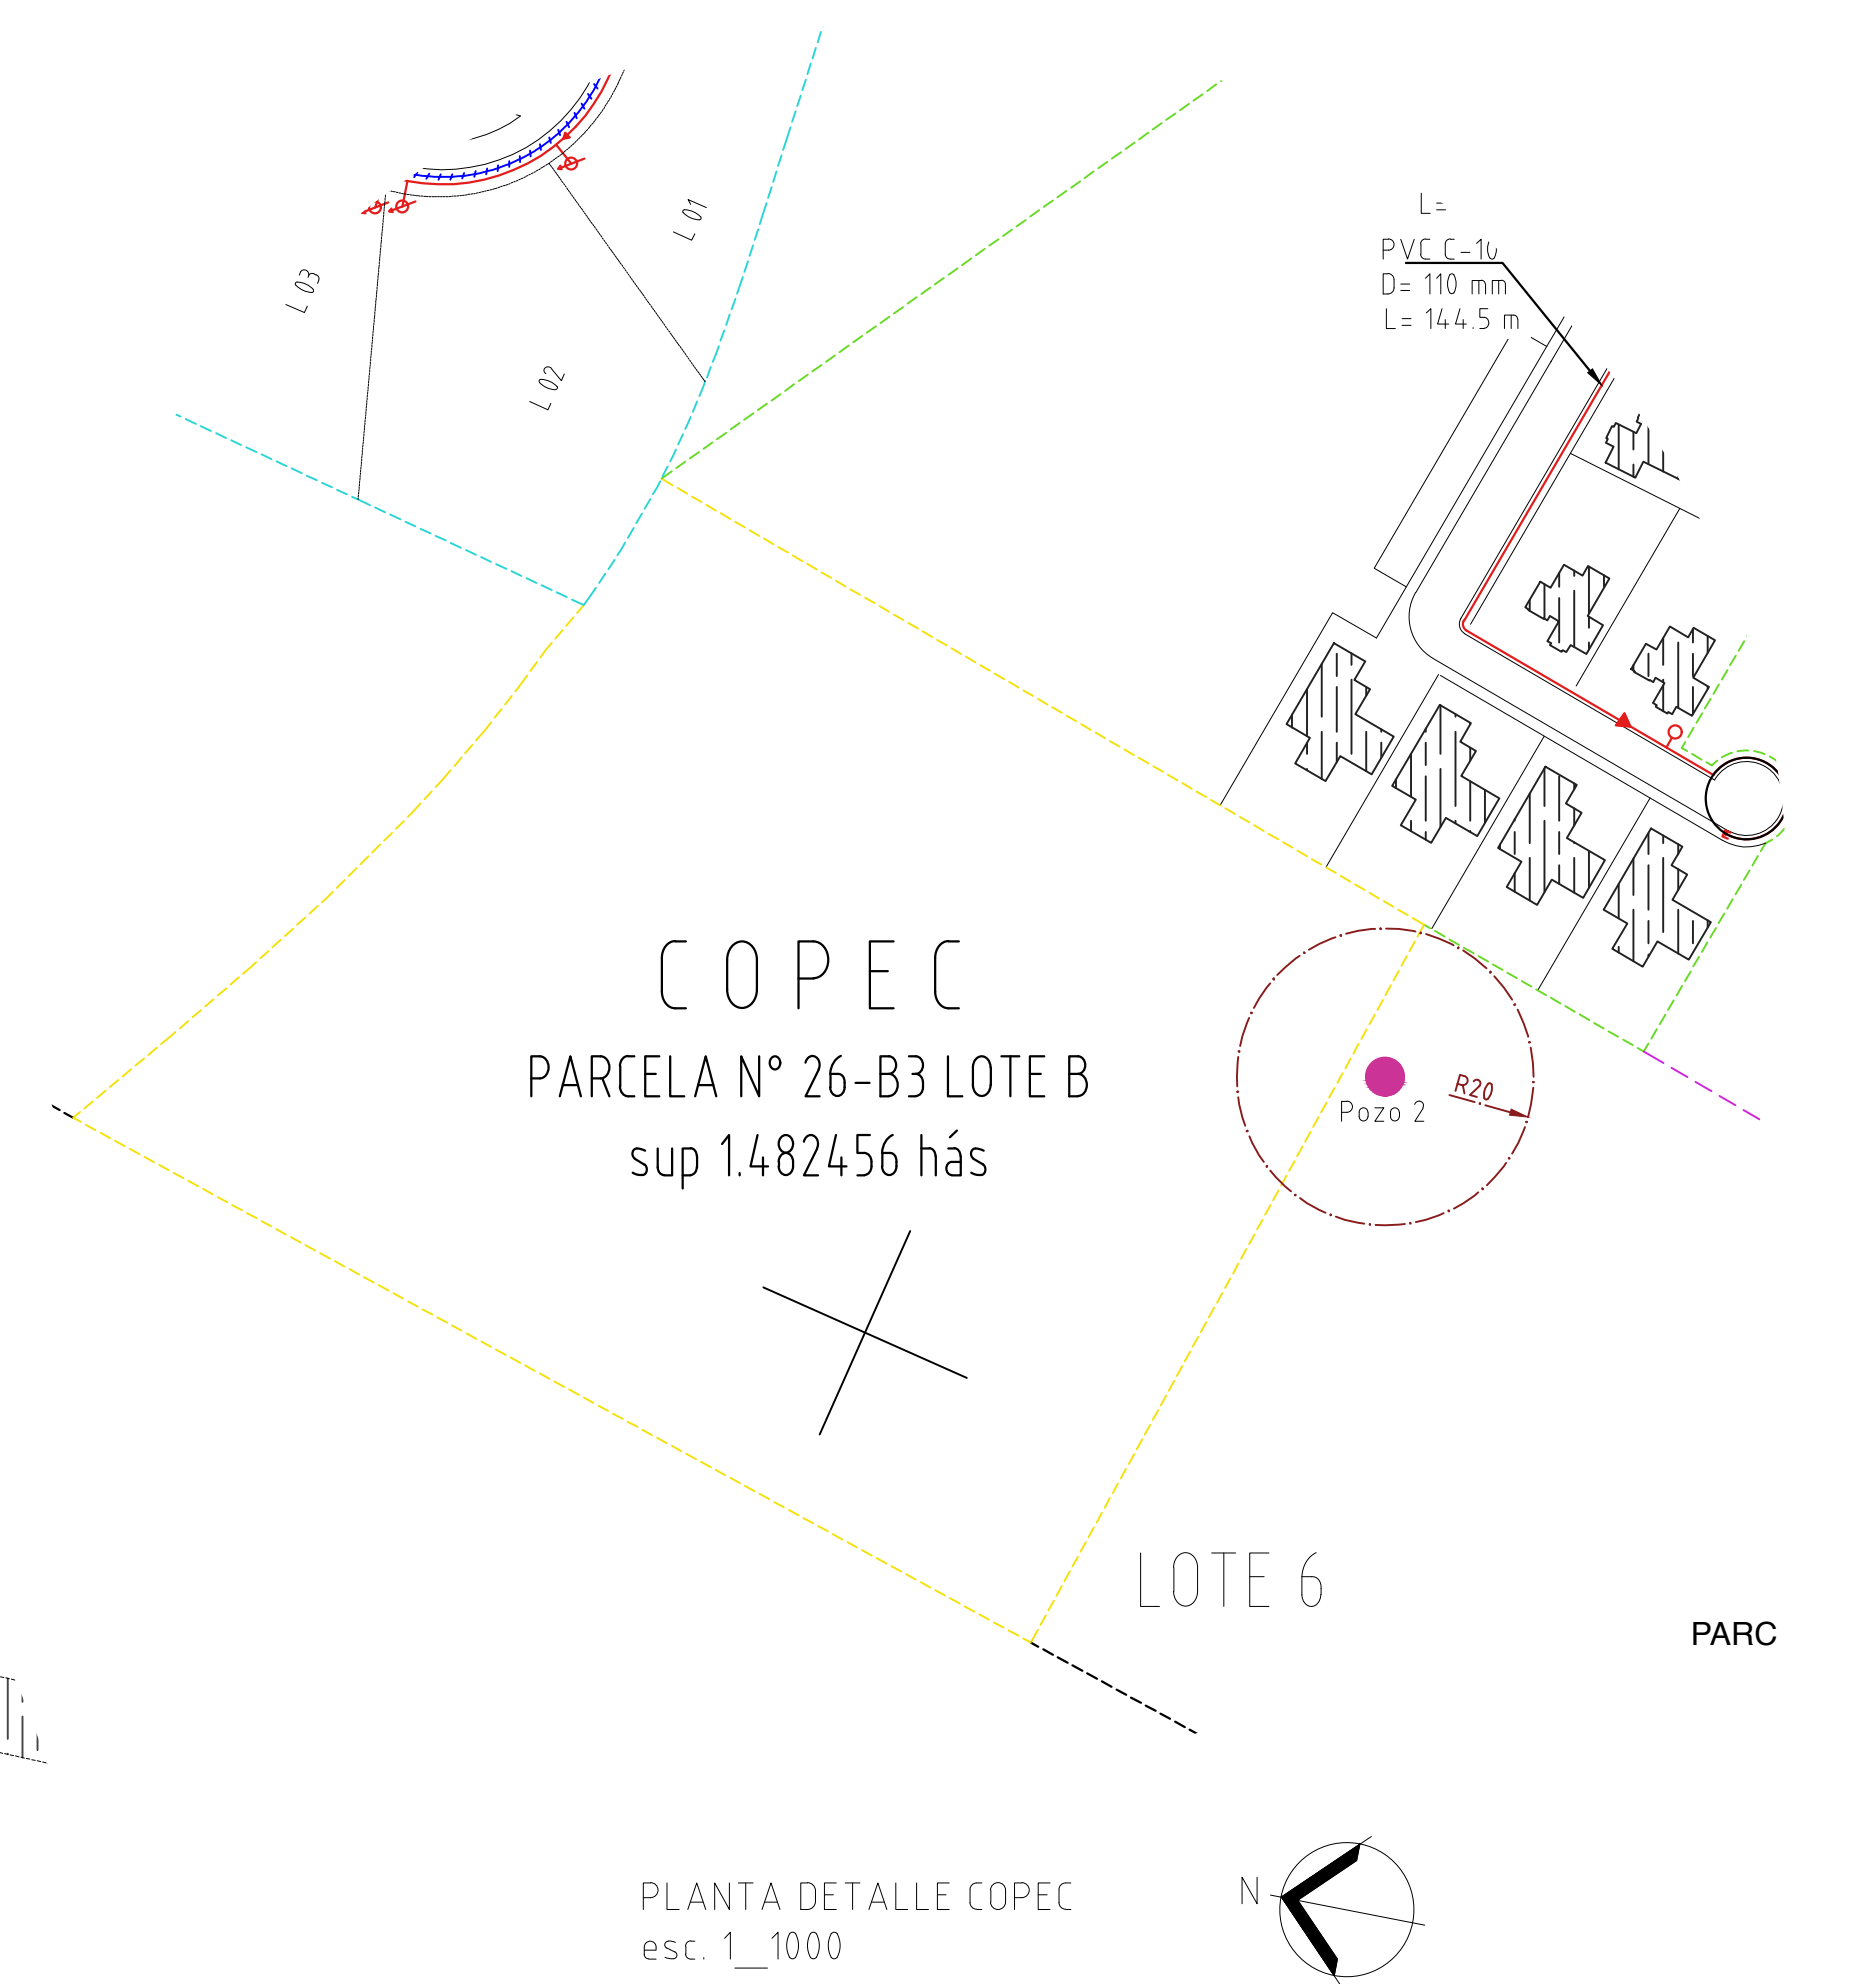 L=
PVC C-10
D= 110 mm
L= 144.5 m
L 01
L 03
L 02
COPEC
PARCELA N° 26-B3 LOTE B
sup 1.482456 hás
R20
Pozo 2
LOTE 6
PARC
N
PLANTA DETALLE COPEC
esc. 1_1000